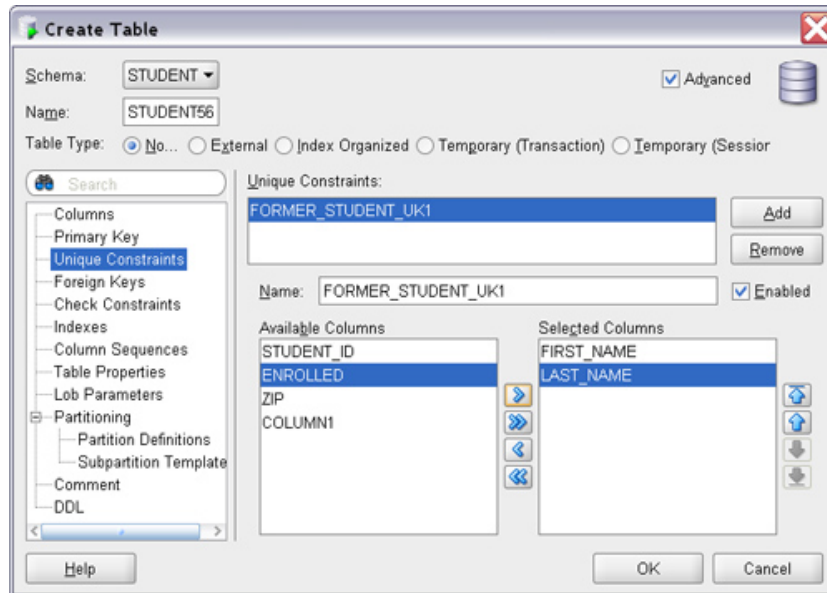 Create Table
Schema: STUDENT Advanced
Name: STUDENT56
Table Type: No... External Index Organized Temporary (Transaction) Temporary (Session
Search
Columns
Primary Key
Unique Constraints
Foreign Keys
Check Constraints
Indexes
Column Sequences
Table Properties
Lob Parameters
Partitioning
Partition Definitions
Subpartition Template
Comment
DDL
Unique Constraints:
FORMER_STUDENT_UK1
Add
Remove
Name: FORMER_STUDENT_UK1 Enabled
Available Columns
STUDENT_ID
ENROLLED
ZIP
COLUMN1
Selected Columns
FIRST_NAME
LAST_NAME
Help OK Cancel